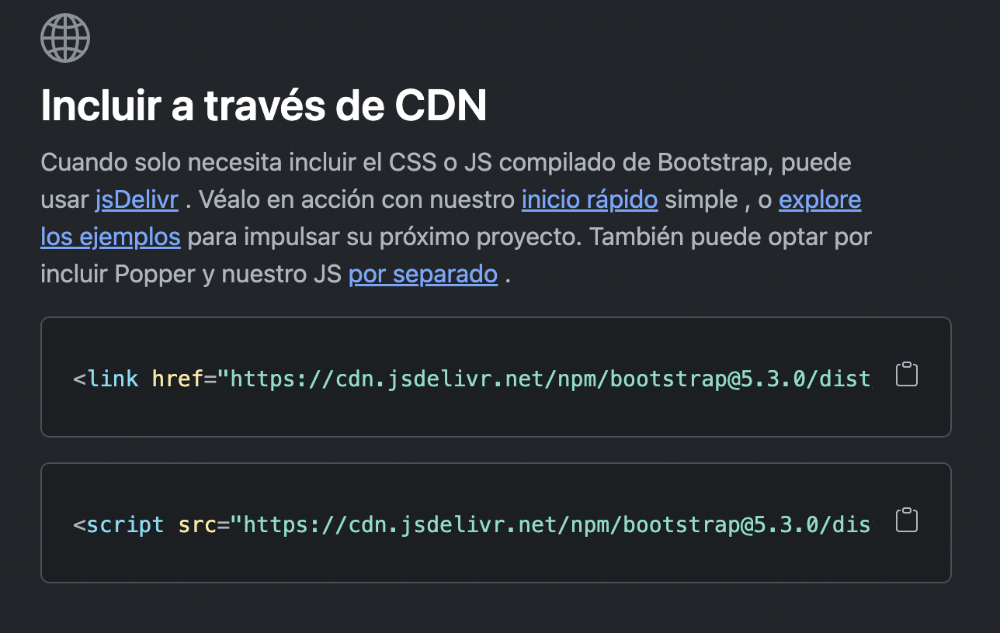 Incluir a través de CDN
Cuando solo necesita incluir el CSS o JS compilado de Bootstrap, puede
usar jsDelivr . Véalo en acción con nuestro inicio rápido simple , o explore
los ejemplos para impulsar su próximo proyecto. También puede optar por
incluir Popper y nuestro JS por separado .
<link href="https://cdn.jsdelivr.net/npm/bootstrap@5.3.0/dist/
<script src="https://cdn.jsdelivr.net/npm/bootstrap@5.3.0/dis